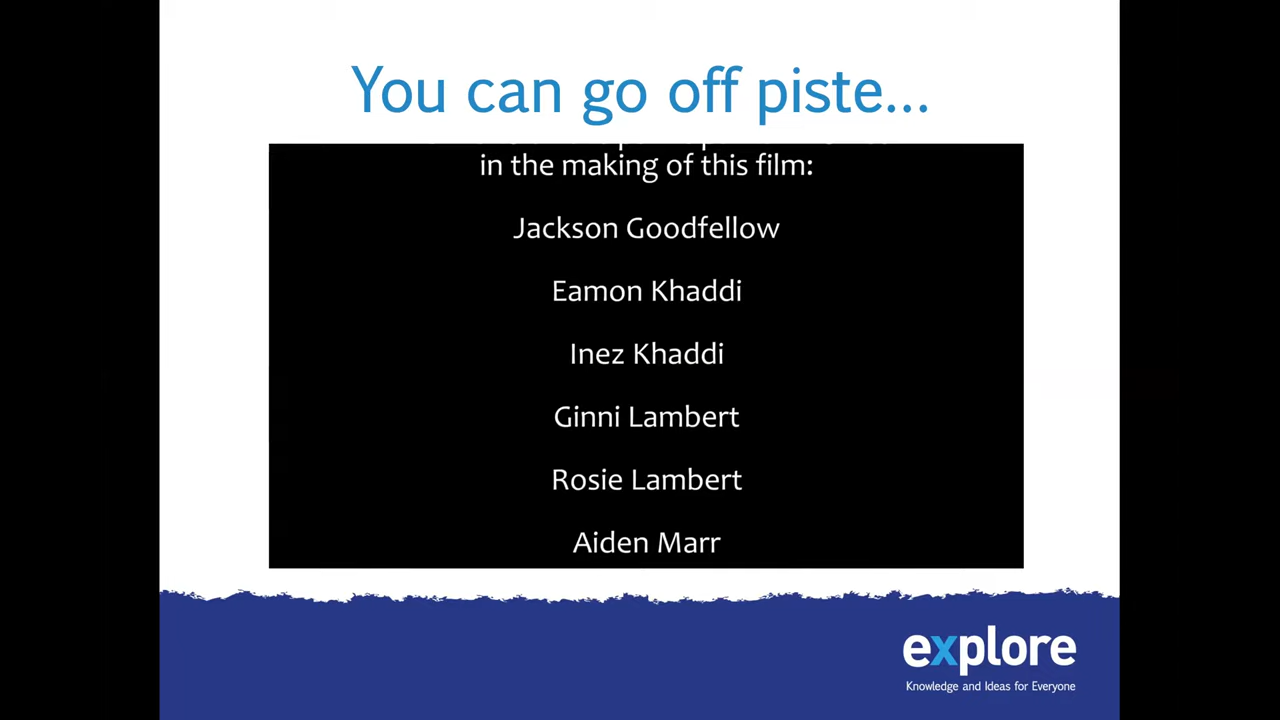 You can go off piste...
in the making of this film:
Jackson Goodfellow
Eamon Khaddi
Inez Khaddi
Ginni Lambert
Rosie Lambert
Aiden Marr
explore
Knowledge and Ideas for Everyone